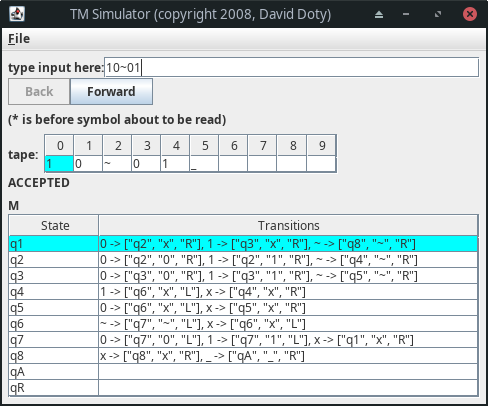 TM Simulator (copyright 2008, David Doty)
File
type input here: 10~01
Back Forward
(* is before symbol about to be read)
0 1 2 3 4 5 6 7 8 9
tape: 1 0 ~ 0 1 _
ACCEPTED
M
State Transitions
q1 0 -> ["q2", "x", "R"], 1 -> ["q3", "x", "R"], ~ -> ["q8", "~", "R"]
q2 0 -> ["q2", "0", "R"], 1 -> ["q2", "1", "R"], ~ -> ["q4", "~", "R"]
q3 0 -> ["q3", "0", "R"], 1 -> ["q3", "1", "R"], ~ -> ["q5", "~", "R"]
q4 1 -> ["q6", "x", "L"], x -> ["q4", "x", "R"]
q5 0 -> ["q6", "x", "L"], x -> ["q5", "x", "R"]
q6 ~ -> ["q7", "~", "L"], x -> ["q6", "x", "L"]
q7 0 -> ["q7", "0", "L"], 1 -> ["q7", "1", "L"], x -> ["q1", "x", "R"]
q8 x -> ["q8", "x", "R"], _ -> ["qA", "_", "R"]
qA
qR